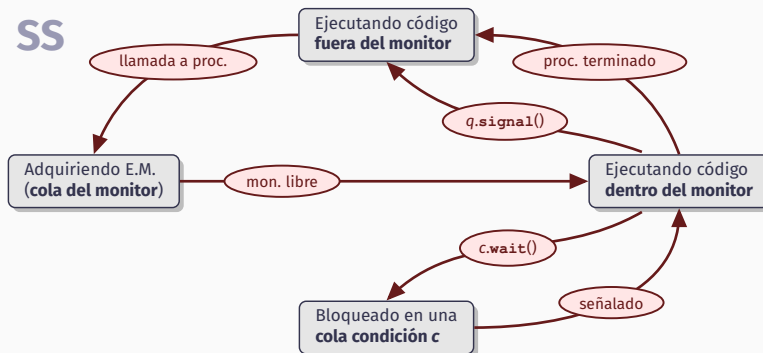 SS
Ejecutando código
fuera del monitor
llamada a proc.
proc. terminado
q.signal()
Adquiriendo E.M.
(cola del monitor)
mon. libre
Ejecutando código
dentro del monitor
c.wait()
señalado
Bloqueado en una
cola condición c